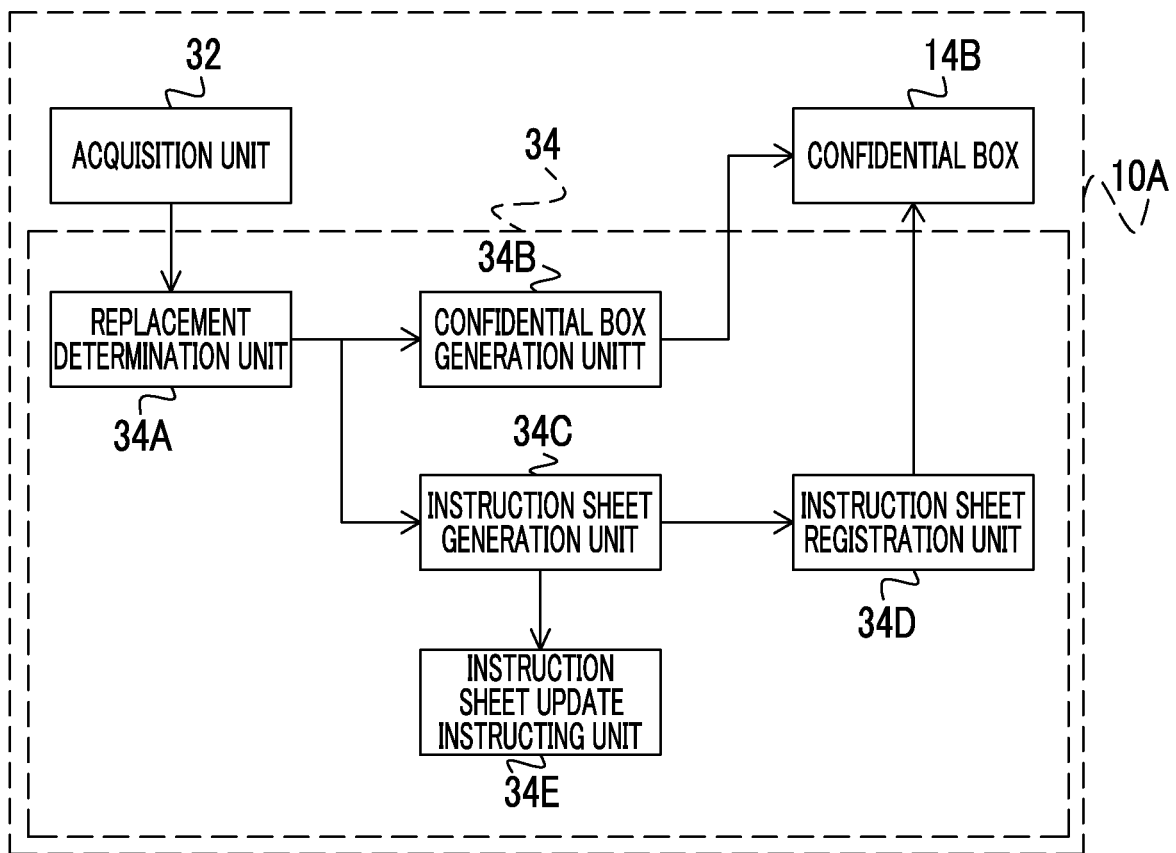 32
ACQUISITION UNIT
14B
CONFIDENTIAL BOX
10A
34
34B
REPLACEMENT
DETERMINATION UNIT
34A
CONFIDENTIAL BOX
GENERATION UNITT
34C
INSTRUCTION SHEET
GENERATION UNIT
INSTRUCTION SHEET
REGISTRATION UNIT
34D
INSTRUCTION
SHEET UPDATE
INSTRUCTING UNIT
34E